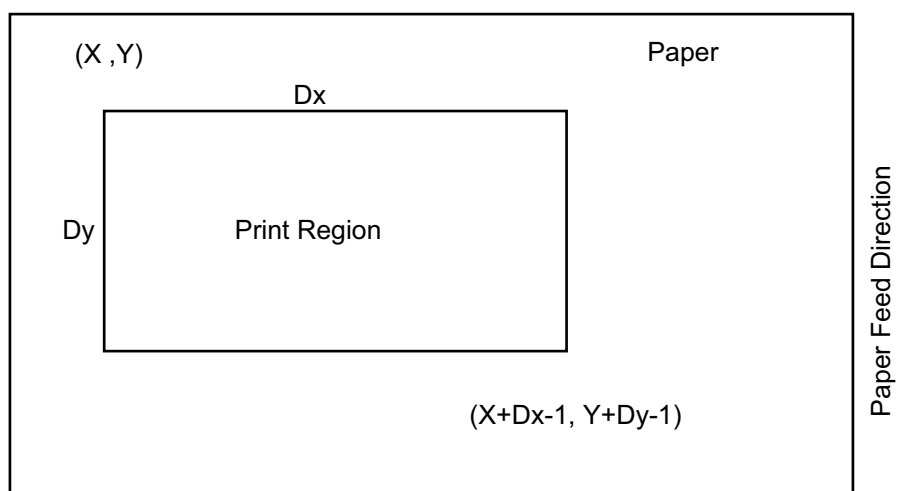 (X ,Y)
Paper
Dx
Dy
Print Region
Paper Feed Direction
(X+Dx-1, Y+Dy-1)